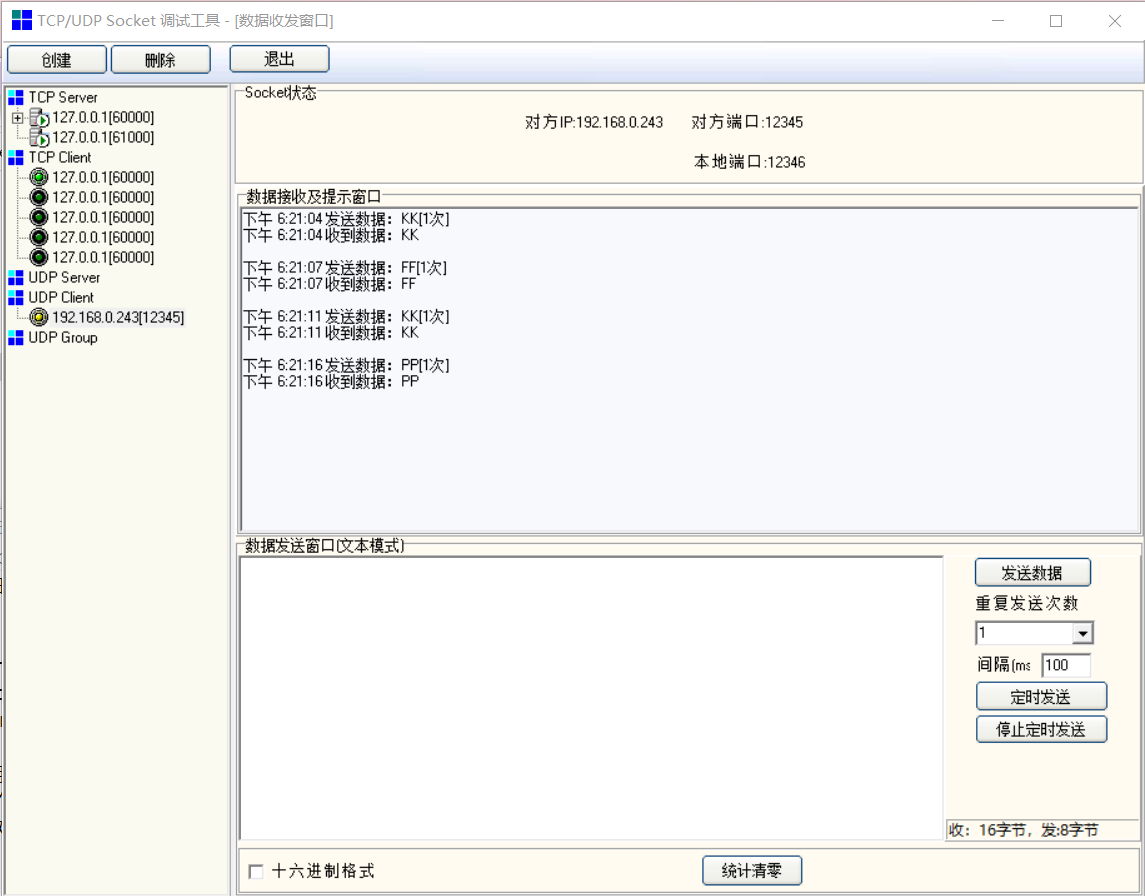 TCP/UDP Socket 调试工具 - [数据收发窗口]
创建
删除
退出
TCP Server
127.0.0.1[60000]
127.0.0.1[61000]
TCP Client
127.0.0.1[60000]
127.0.0.1[60000]
127.0.0.1[60000]
127.0.0.1[60000]
127.0.0.1[60000]
UDP Server
UDP Client
192.168.0.243[12345]
UDP Group
Socket状态
对方IP:192.168.0.243 对方端口:12345
本地端口:12346
数据接收及提示窗口
下午 6:21:04 发送数据：KK[1次]
下午 6:21:04 收到数据：KK
下午 6:21:07 发送数据：FF[1次]
下午 6:21:07 收到数据：FF
下午 6:21:11 发送数据：KK[1次]
下午 6:21:11 收到数据：KK
下午 6:21:16 发送数据：PP[1次]
下午 6:21:16 收到数据：PP
数据发送窗口(文本模式)
发送数据
重复发送次数
1
间隔(ms 100
定时发送
停止定时发送
收：16字节，发:8字节
十六进制格式
统计清零